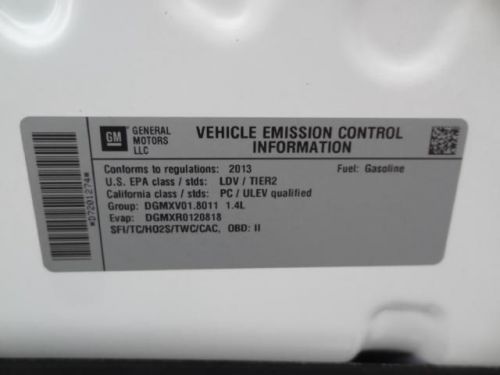 GM
GENERAL
MOTORS
LLC
VEHICLE EMISSION CONTROL
INFORMATION
Conforms to regulations: 2013 Fuel: Gasoline
U.S. EPA class / stds: LDV / TIER2
California class / stds: PC / ULEV qualified
Group: DGMXV01.8011 1.4L
Evap: DGMXR0120818
SFI/TC/HO2S/TWC/CAC, OBD: II
*D7201274*